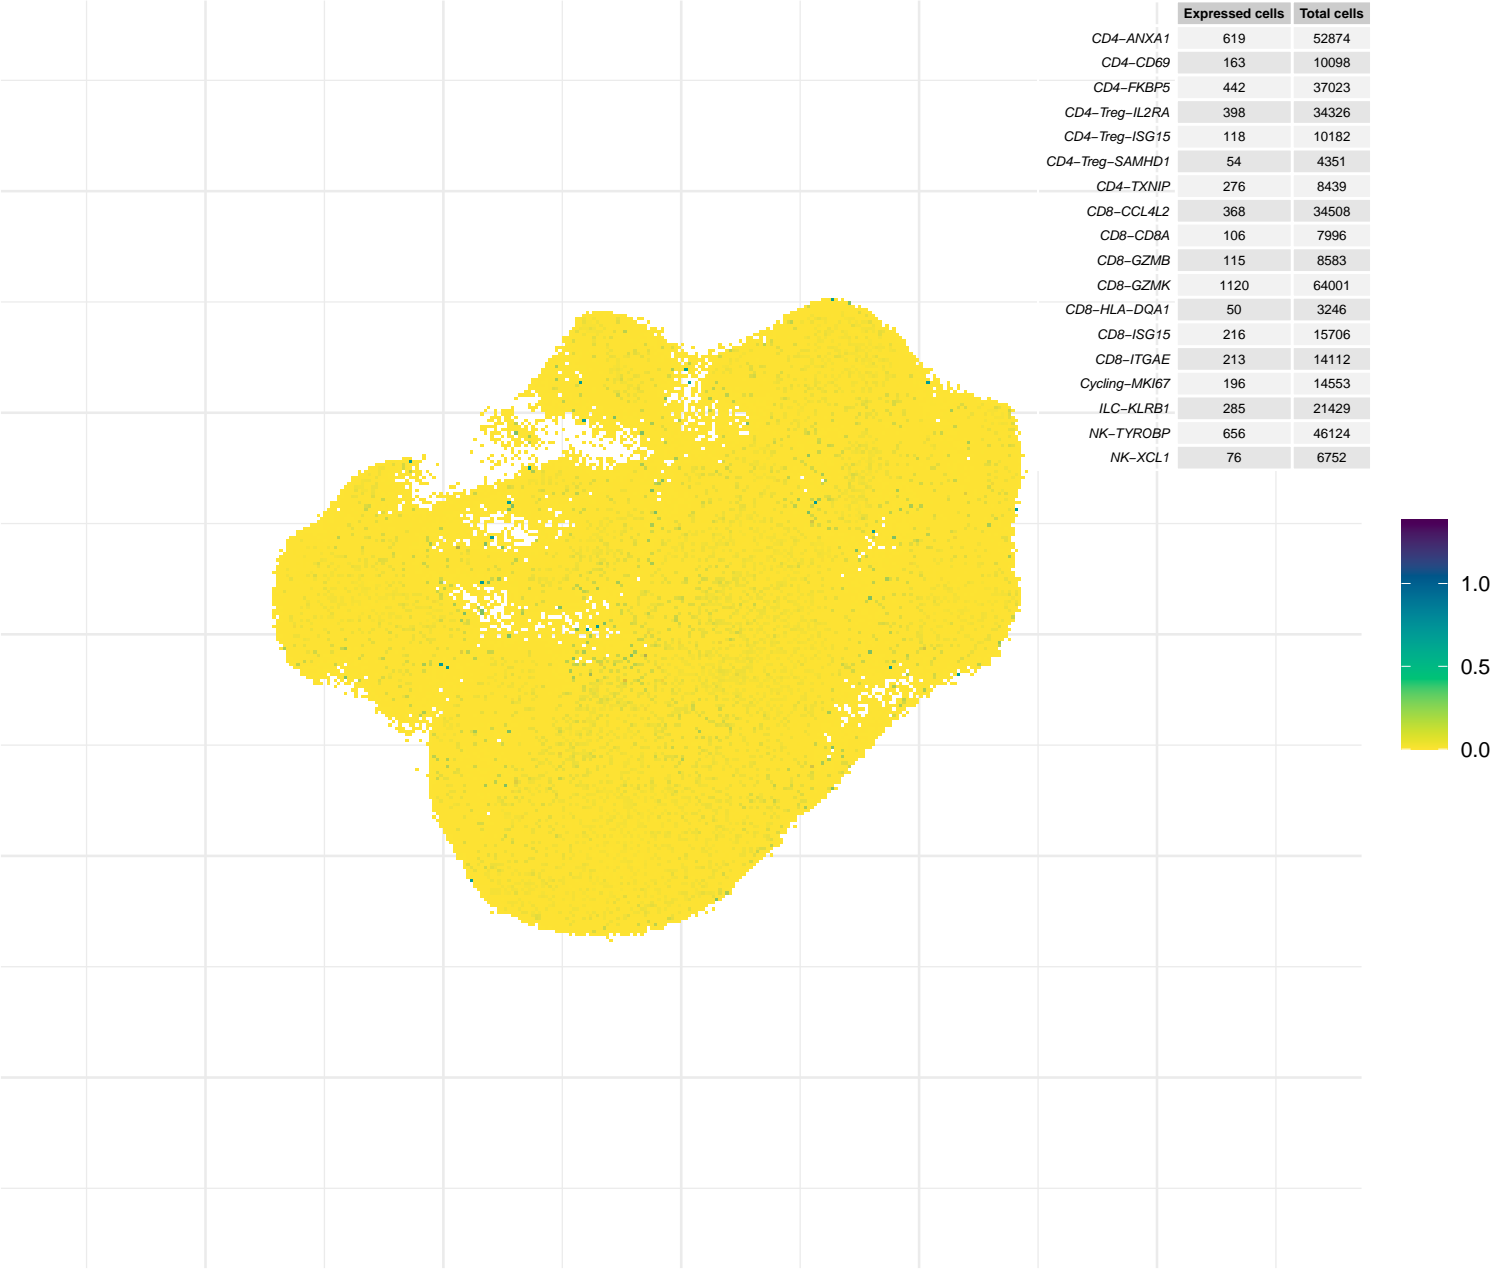 Expressed cells Total cells
CD4−ANXA1 619 52874
CD4−CD69 163 10098
CD4−FKBP5 442 37023
CD4−Treg−IL2RA 398 34326
CD4−Treg−ISG15 118 10182
CD4−Treg−SAMHD1 54 4351
CD4−TXNIP 276 8439
CD8−CCL4L2 368 34508
CD8−CD8A 106 7996
CD8−GZMB 115 8583
CD8−GZMK 1120 64001
CD8−HLA−DQA1 50 3246
CD8−ISG15 216 15706
CD8−ITGAE 213 14112
Cycling−MKI67 196 14553
ILC−KLRB1 285 21429
NK−TYROBP 656 46124
NK−XCL1 76 6752
1.0
0.5
0.0